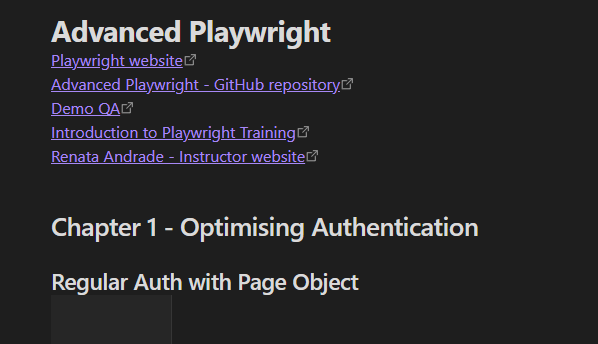 Advanced Playwright
Playwright website
Advanced Playwright - GitHub repository
Demo QA
Introduction to Playwright Training
Renata Andrade - Instructor website
Chapter 1 - Optimising Authentication
Regular Auth with Page Object